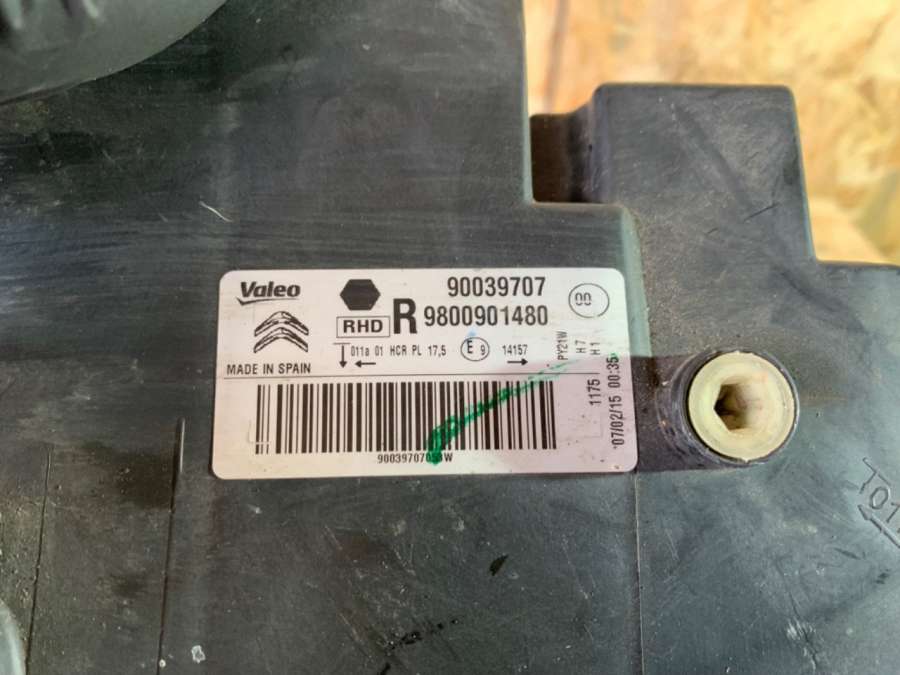 Valeo
90039707
00
RHD R 9800901480
011a 01 HCR PL 17,5 E 9 14157
PY21W
H7
H1
MADE IN SPAIN
1175
07/02/15 00:35